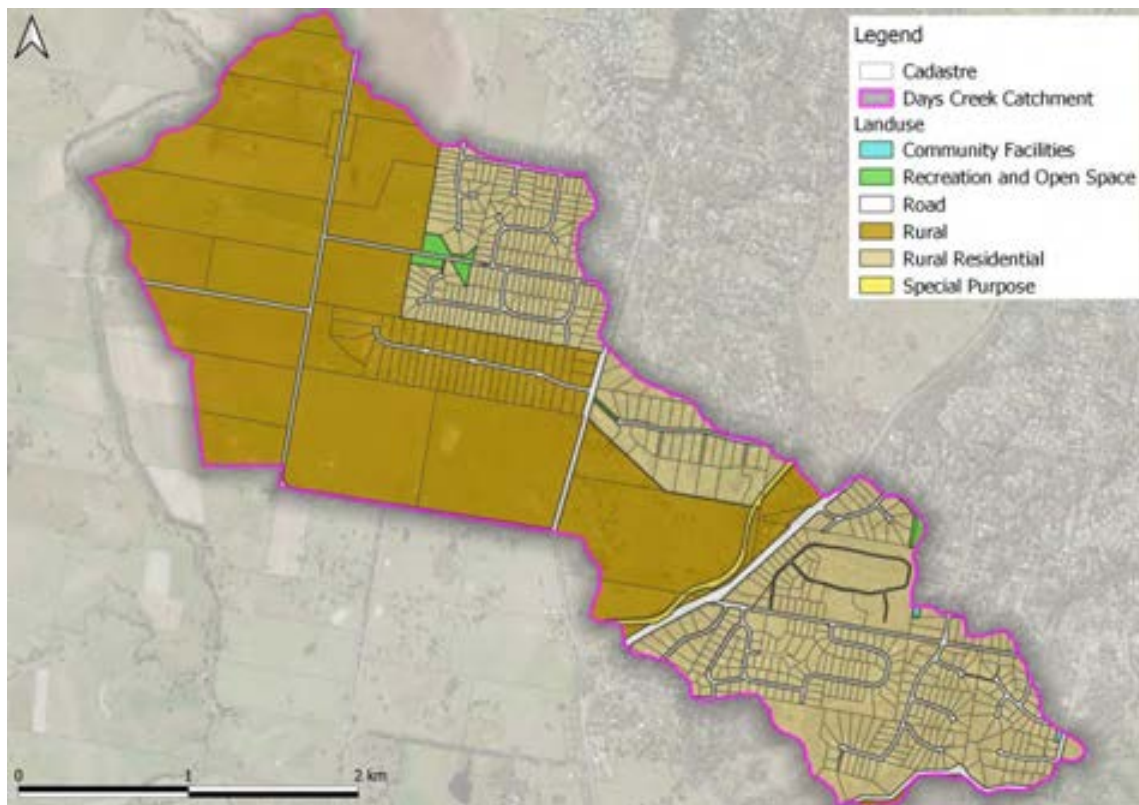 Legend
Cadastre
Days Creek Catchment
Landuse
Community Facilities
Recreation and Open Space
Road
Rural
Rural Residential
Special Purpose
0 1 2 km